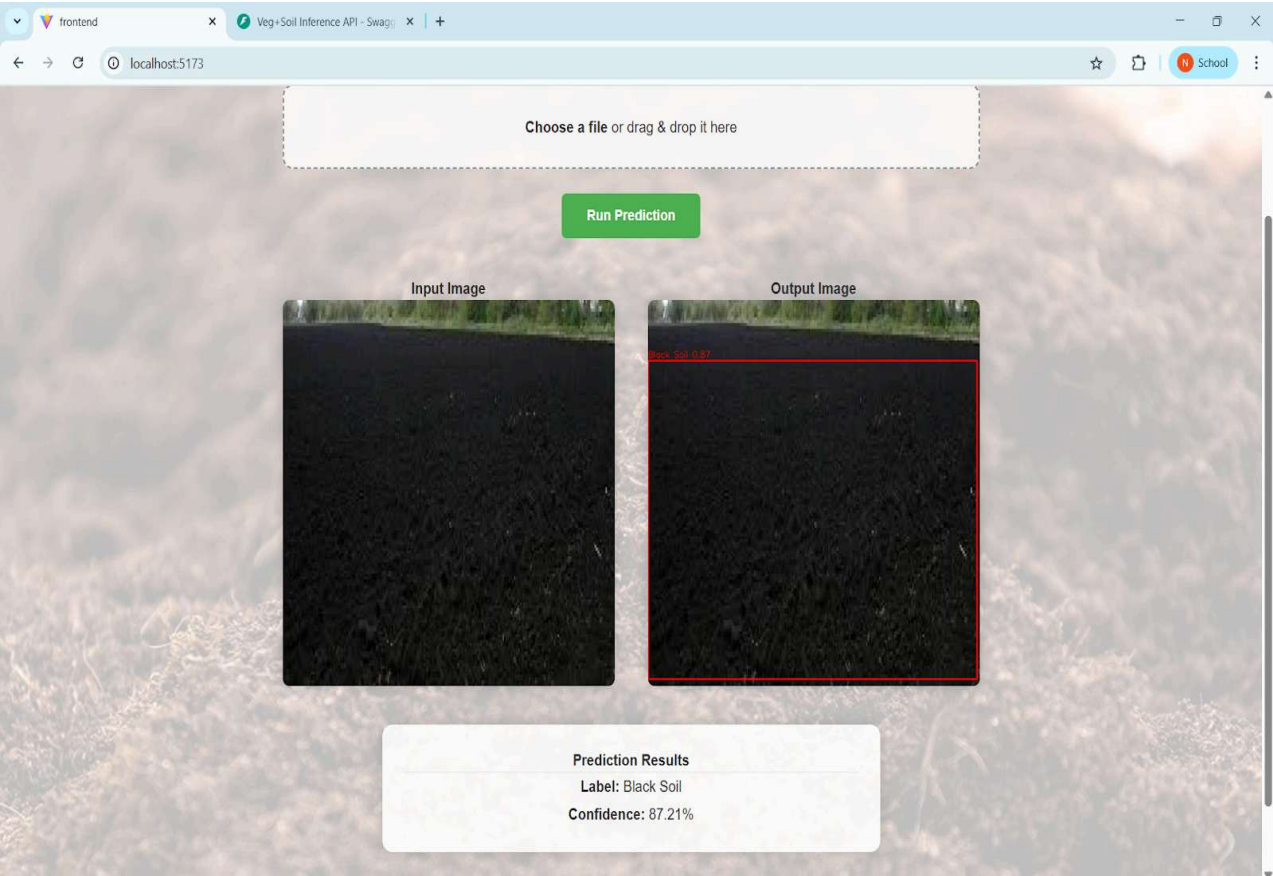 frontend
Veg+Soil Inference API - Swagg
localhost:5173
N
School
Choose a file or drag & drop it here
Run Prediction
Input Image
Output Image
Black Soil 0.87
Prediction Results
Label: Black Soil
Confidence: 87.21%